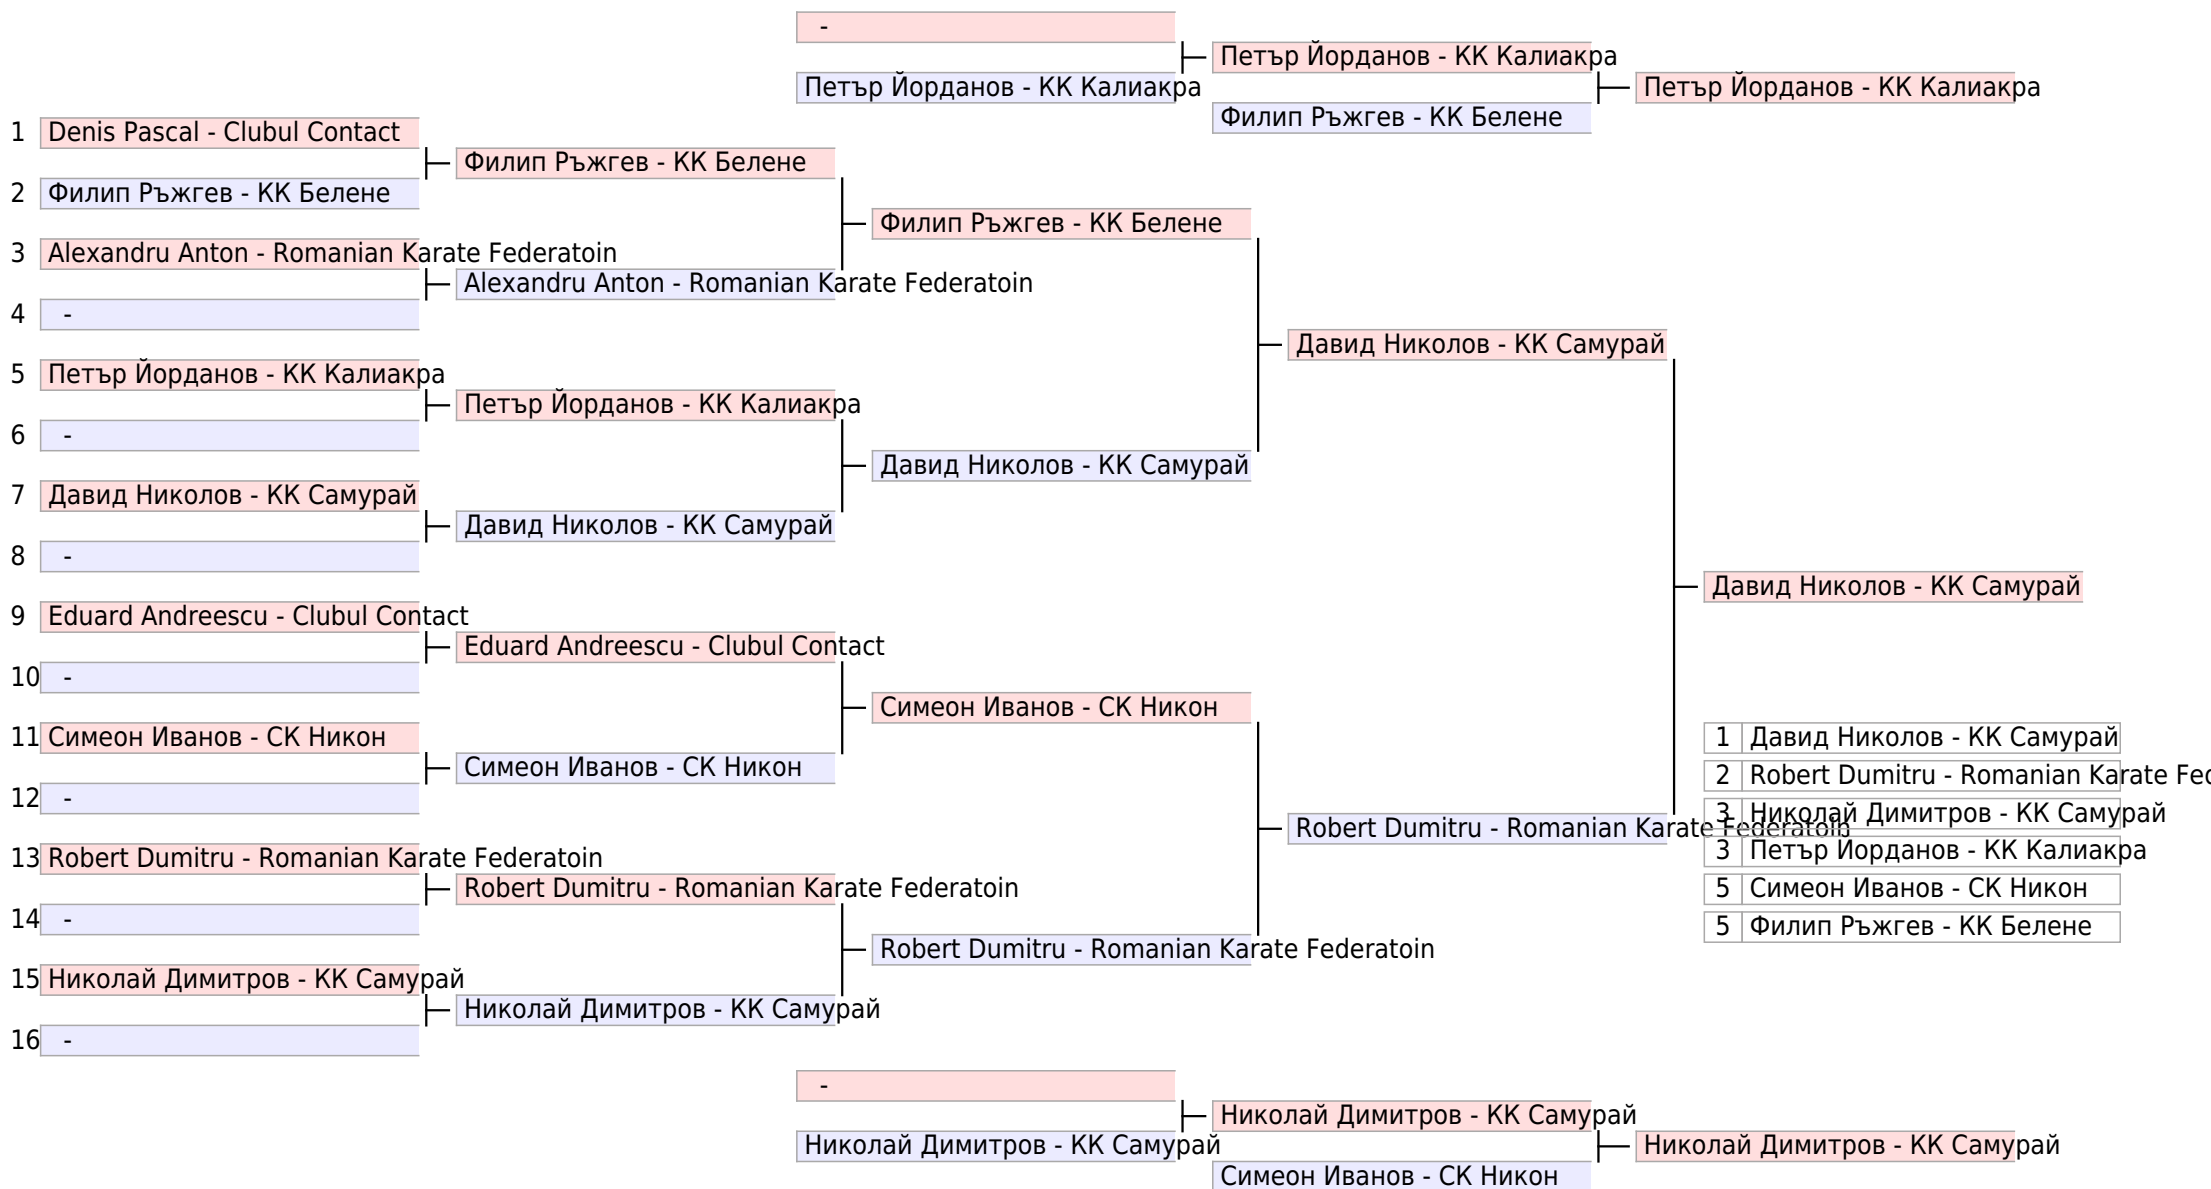 -
Петър Йорданов - КК Калиакра
Петър Йорданов - КК Калиакра
Филип Ръжгев - КК Белене
Петър Йорданов - КК Калиакра
1 Denis Pascal - Clubul Contact
2 Филип Ръжгев - КК Белене
3 Alexandru Anton - Romanian Karate Federatoin
4 -
5 Петър Йорданов - КК Калиакра
6 -
7 Давид Николов - КК Самурай
8 -
9 Eduard Andreescu - Clubul Contact
10 -
11 Симеон Иванов - СК Никон
12 -
13 Robert Dumitru - Romanian Karate Federatoin
14 -
15 Николай Димитров - КК Самурай
16 -
Филип Ръжгев - КК Белене
Alexandru Anton - Romanian Karate Federatoin
Петър Йорданов - КК Калиакра
Давид Николов - КК Самурай
Eduard Andreescu - Clubul Contact
Симеон Иванов - СК Никон
Robert Dumitru - Romanian Karate Federatoin
Николай Димитров - КК Самурай
Филип Ръжгев - КК Белене
Давид Николов - КК Самурай
Симеон Иванов - СК Никон
Robert Dumitru - Romanian Karate Federatoin
Давид Николов - КК Самурай
Robert Dumitru - Romanian Karate Federatoin
Давид Николов - КК Самурай
1 Давид Николов - КК Самурай
2 Robert Dumitru - Romanian Karate
3 Николай Димитров - КК Самурай
3 Петър Йорданов - КК Калиакра
5 Симеон Иванов - СК Никон
5 Филип Ръжгев - КК Белене
-
Николай Димитров - КК Самурай
Николай Димитров - КК Самурай
Симеон Иванов - СК Никон
Николай Димитров - КК Самурай